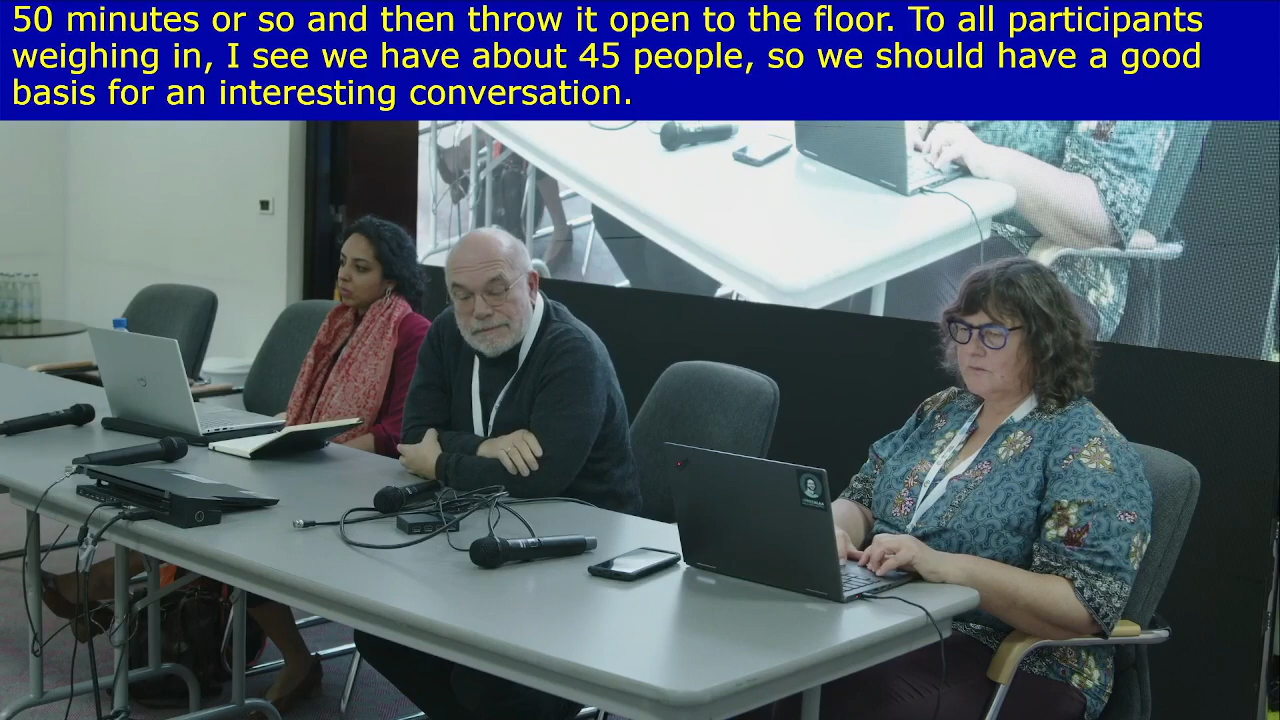 50 minutes or so and then throw it open to the floor. To all participants
weighing in, I see we have about 45 people, so we should have a good
basis for an interesting conversation.